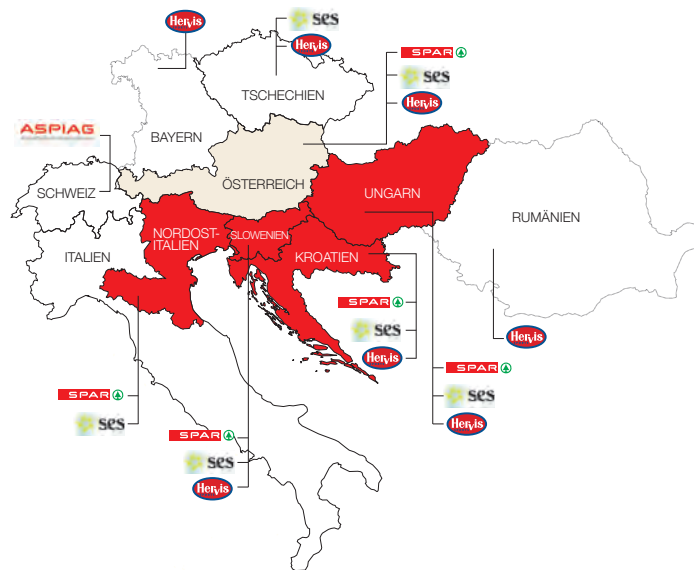 Hervis
ses
Hervis
TSCHECHIEN
SPAR
ses
Hervis
ASPIAG
BAYERN
ÖSTERREICH
SCHWEIZ
UNGARN
RUMÄNIEN
NORDOST-
ITALIEN
SLOWENIEN
KROATIEN
ITALIEN
SPAR
ses
Hervis
Hervis
SPAR
ses
Hervis
SPAR
ses
SPAR
ses
Hervis